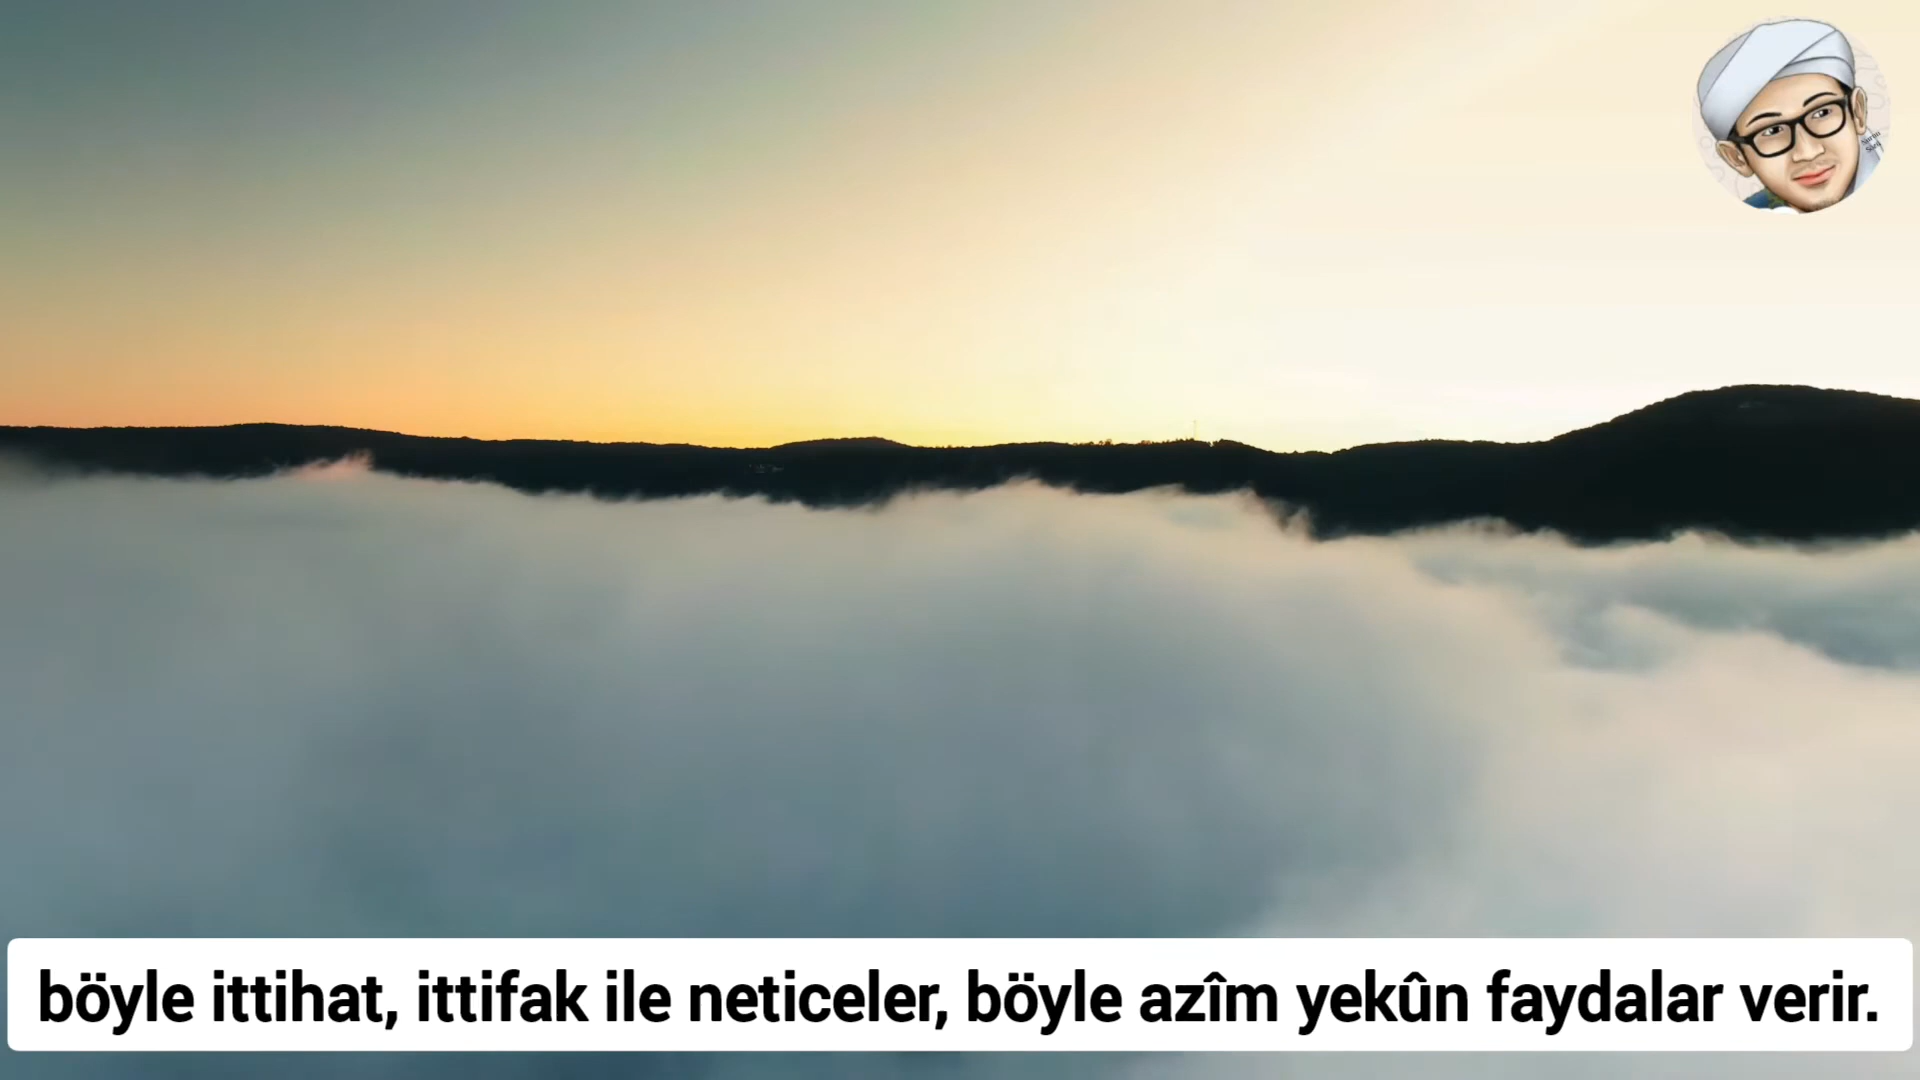 böyle ittihat, ittifak ile neticeler, böyle azîm yekûn faydalar verir.